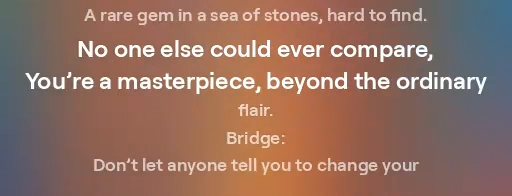 A rare gem in a sea of stones, hard to find.
No one else could ever compare,
You’re a masterpiece, beyond the ordinary
flair.
Bridge:
Don’t let anyone tell you to change your